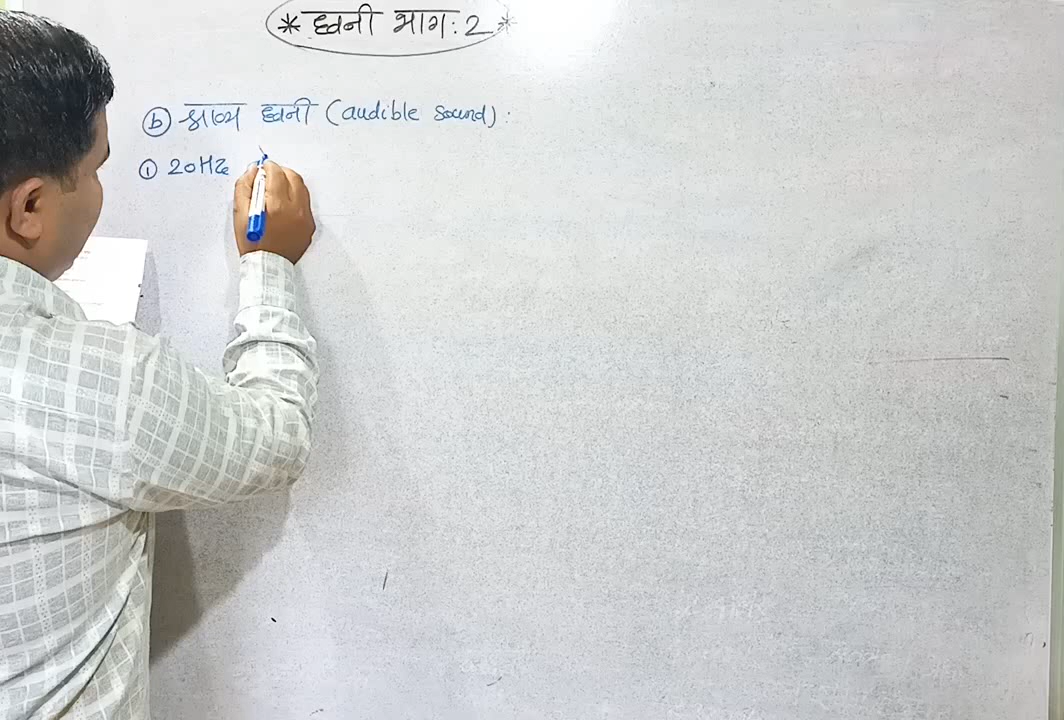 * ध्वनी भाग : 2 *
(b) श्राव्य ध्वनी (audible sound) :
(1) 20Hz